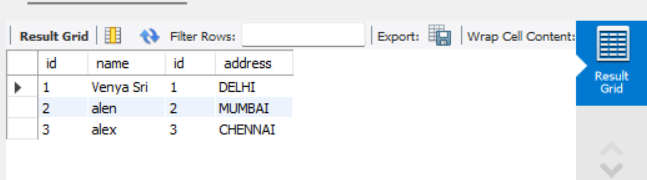 Result Grid Filter Rows: Export: Wrap Cell Content:
id name id address
1 Venya Sri 1 DELHI
2 alen 2 MUMBAI
3 alex 3 CHENNAI
Result
Grid